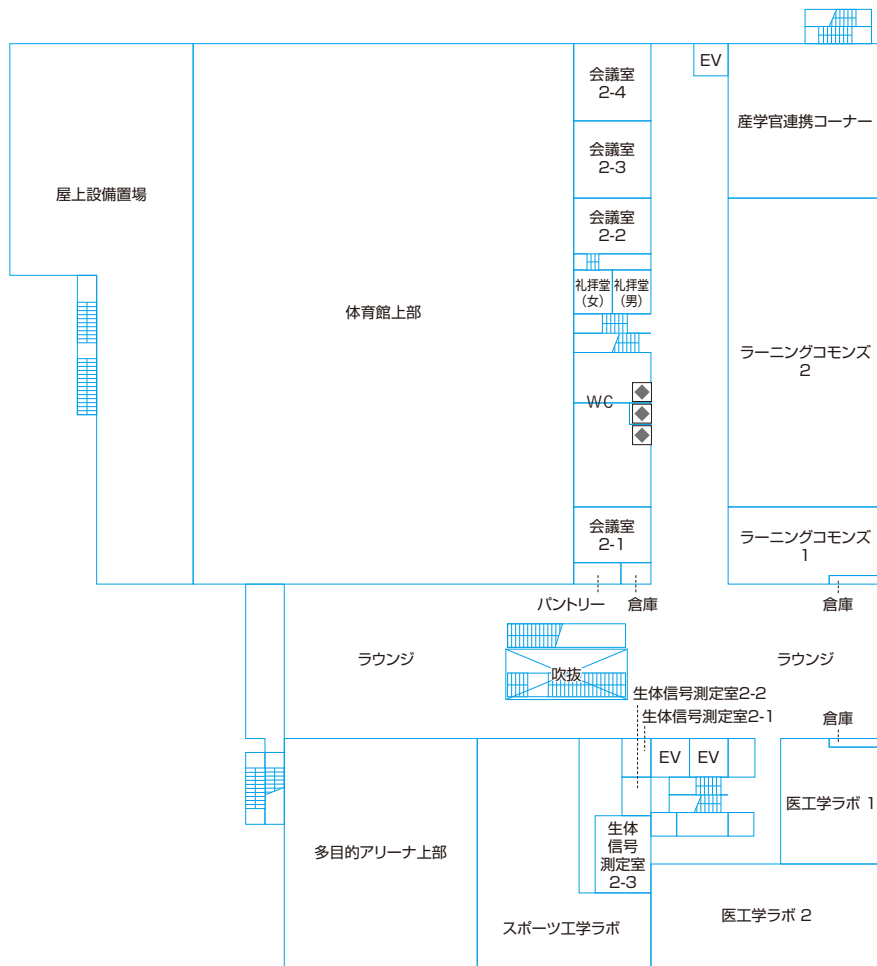 EV
会議室
2-4
産学官連携コーナー
会議室
2-3
屋上設備置場
会議室
2-2
礼拝堂
（女）
礼拝堂
（男）
体育館上部
ラーニングコモンズ
2
WC
会議室
2-1
ラーニングコモンズ
1
パントリー
倉庫
倉庫
ラウンジ
ラウンジ
吹抜
生体信号測定室2-2
生体信号測定室2-1
倉庫
EV
EV
医工学ラボ 1
生体
信号
測定室
2-3
多目的アリーナ上部
医工学ラボ 2
スポーツ工学ラボ